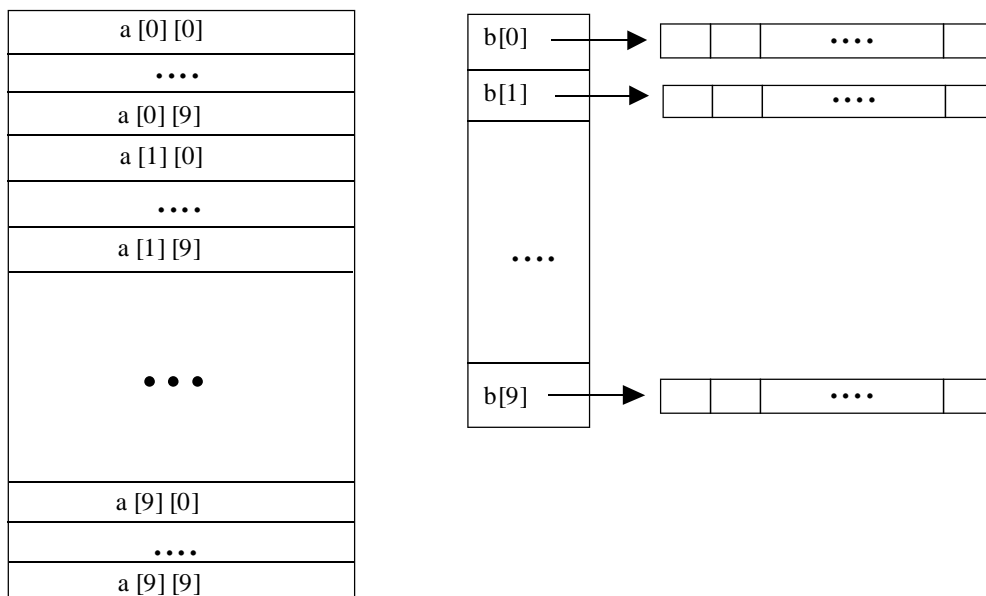 a [0] [0]
....
a [0] [9]
a [1] [0]
....
a [1] [9]
...
a [9] [0]
....
a [9] [9]
b[0]
....
b[1]
....
....
b[9]
....